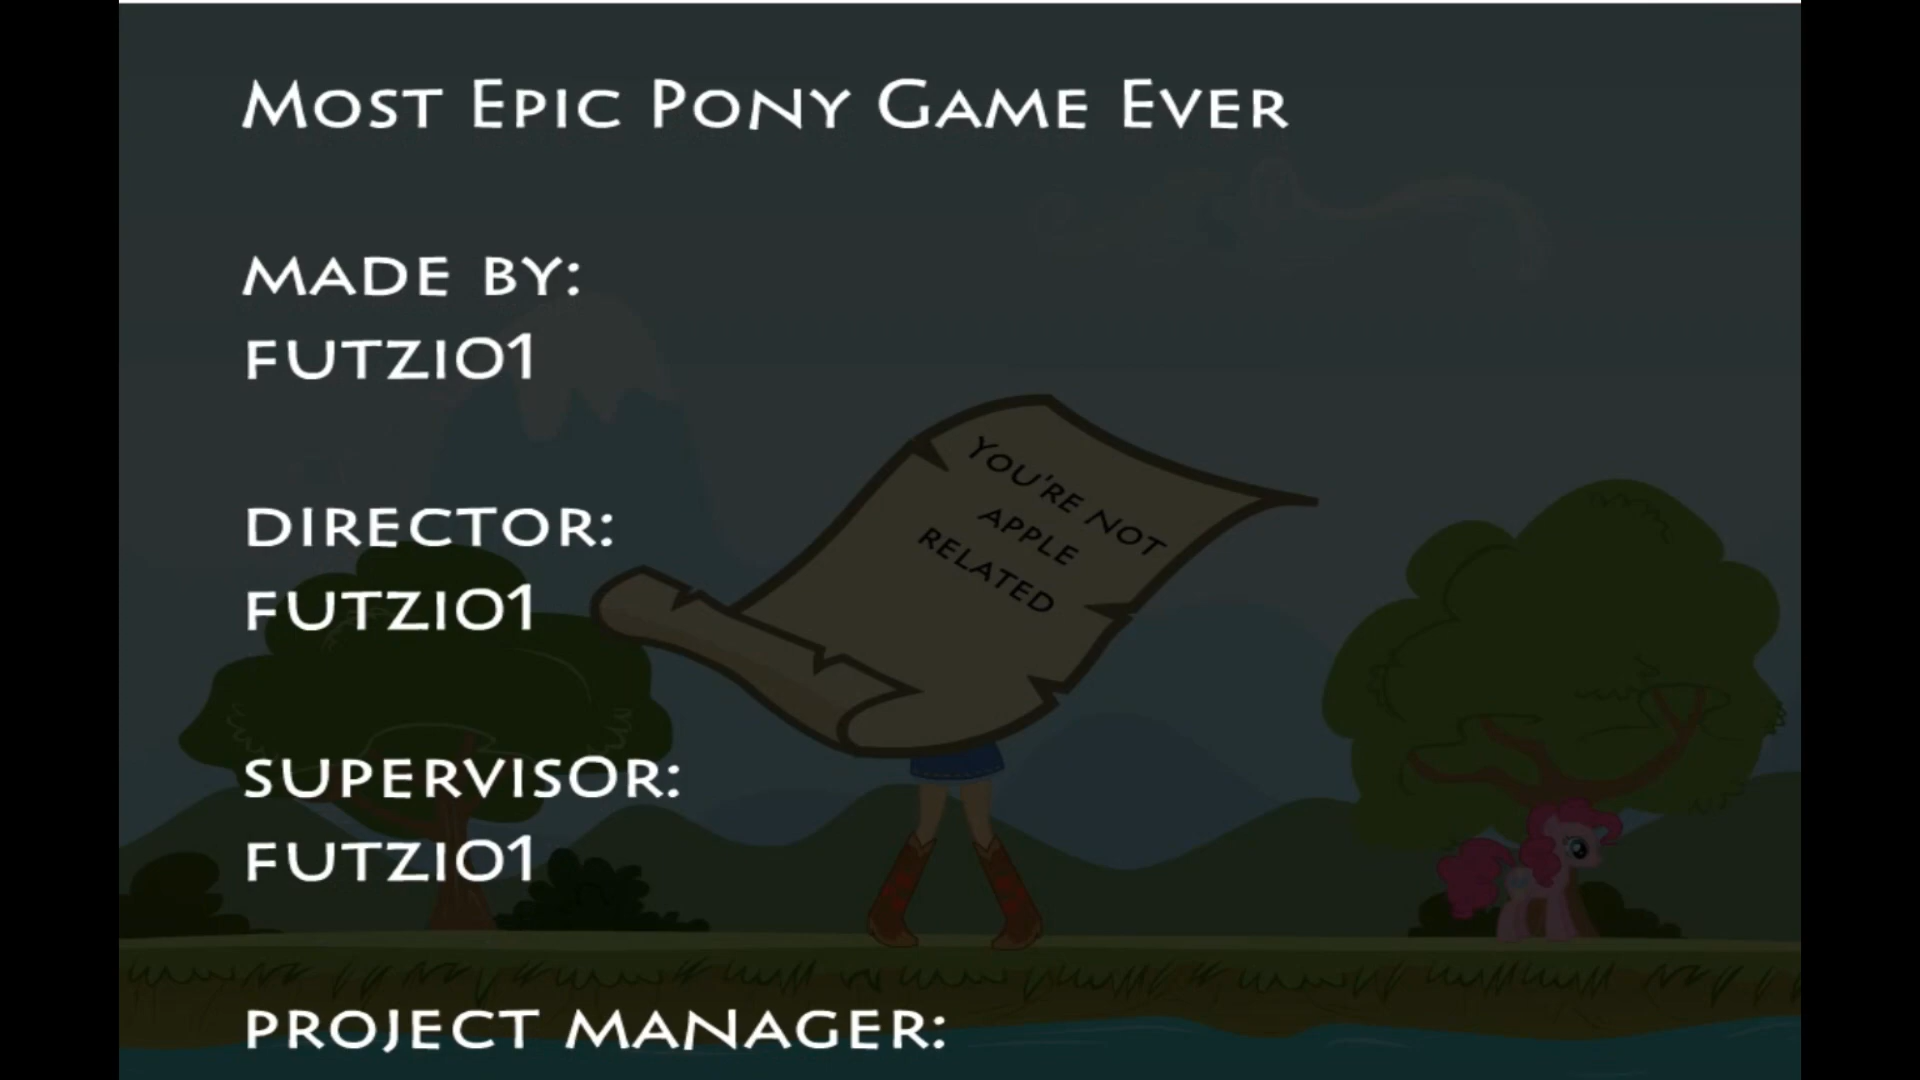 Most Epic Pony Game Ever
MADE BY:
FUTZI01
DIRECTOR:
FUTZI01
SUPERVISOR:
FUTZI01
PROJECT MANAGER:
YOU'RE NOT
APPLE
RELATED